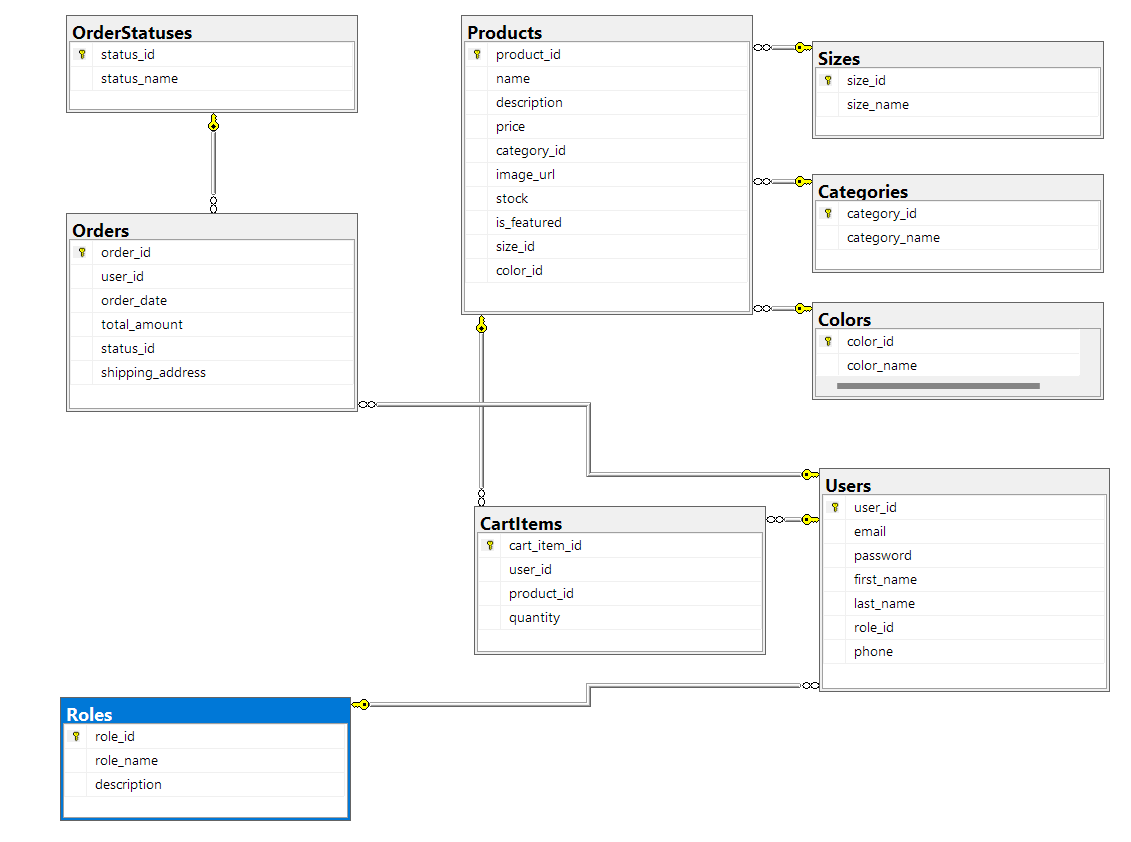 OrderStatuses
status_id
status_name
Orders
order_id
user_id
order_date
total_amount
status_id
shipping_address
Products
product_id
name
description
price
category_id
image_url
stock
is_featured
size_id
color_id
Sizes
size_id
size_name
Categories
category_id
category_name
Colors
color_id
color_name
CartItems
cart_item_id
user_id
product_id
quantity
Users
user_id
email
password
first_name
last_name
role_id
phone
Roles
role_id
role_name
description